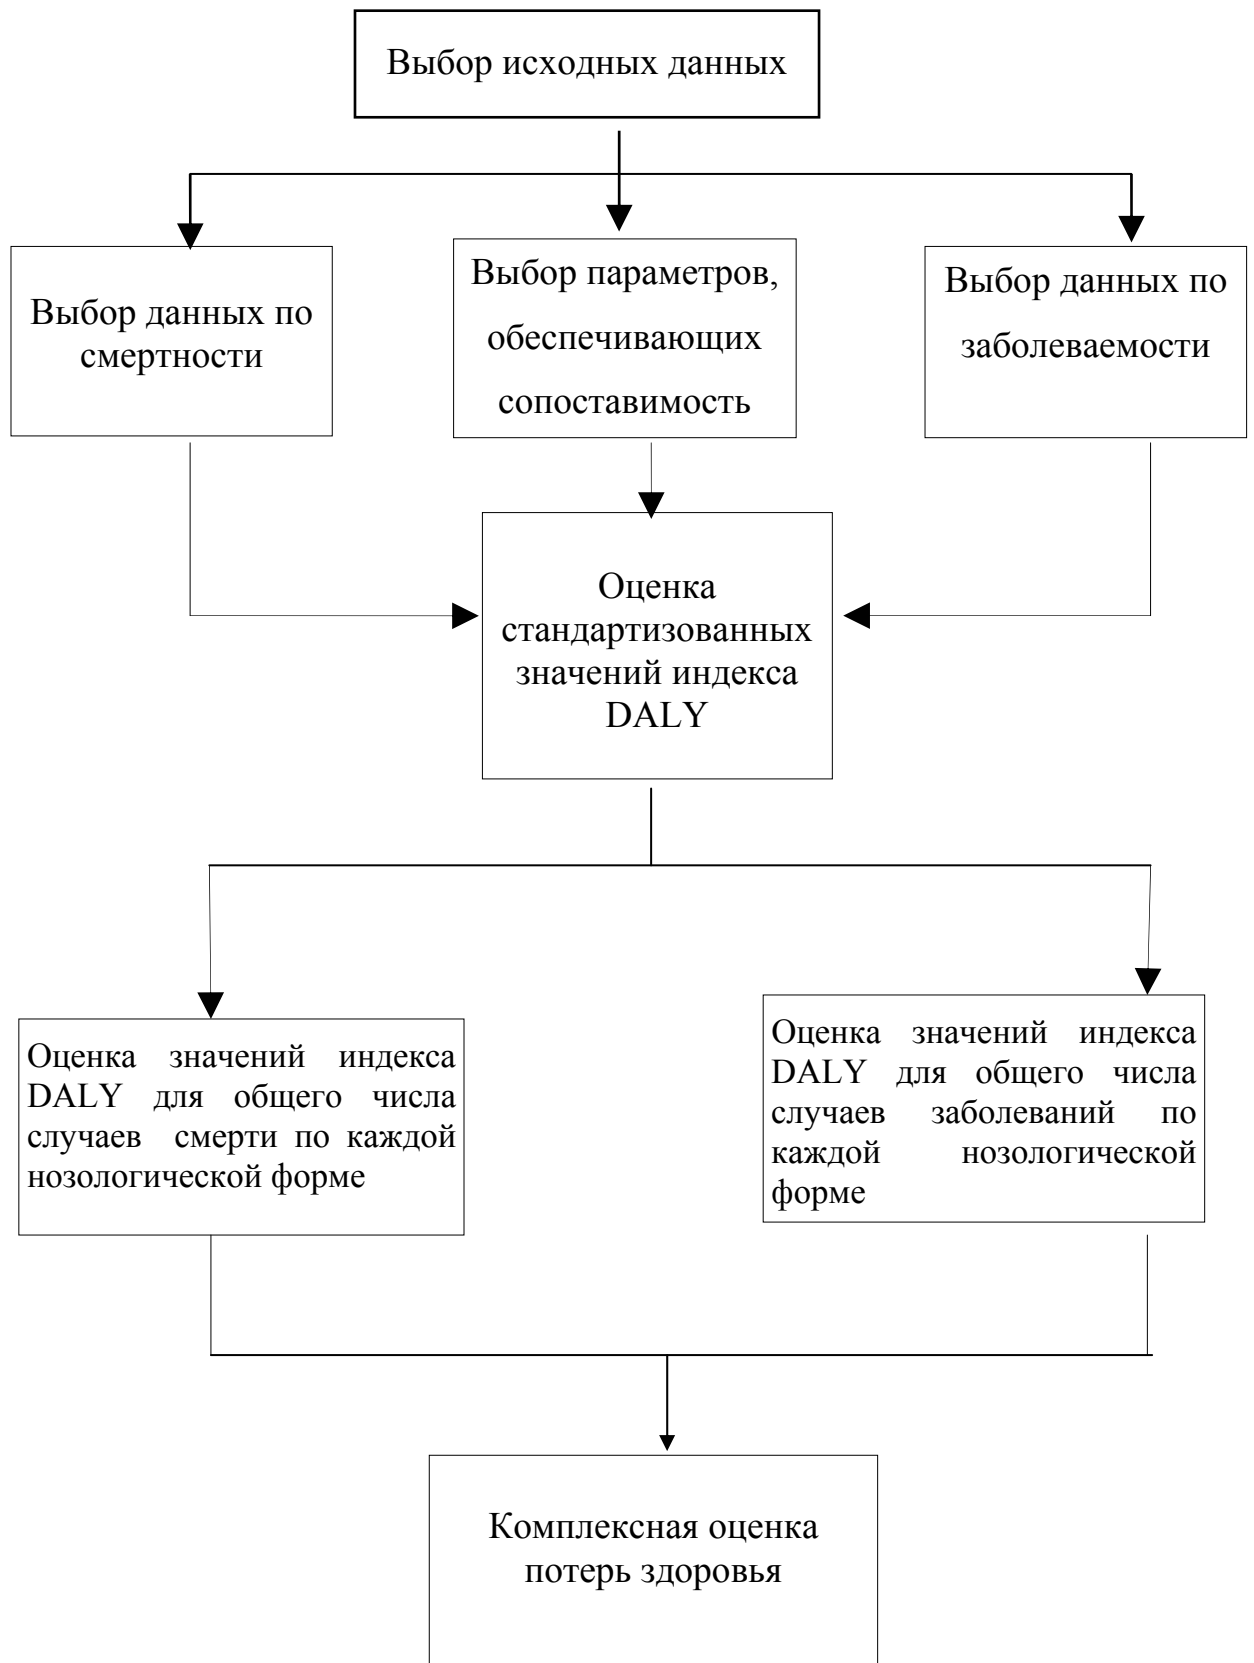 Выбор исходных данных
Выбор данных по
смертности
Выбор параметров,
обеспечивающих
сопоставимость
Выбор данных по
заболеваемости
Оценка
стандартизованных
значений индекса
DALY
Оценка значений индекса
DALY для общего числа
случаев смерти по каждой
нозологической форме
Оценка значений индекса
DALY для общего числа
случаев заболеваний по
каждой нозологической
форме
Комплексная оценка
потерь здоровья